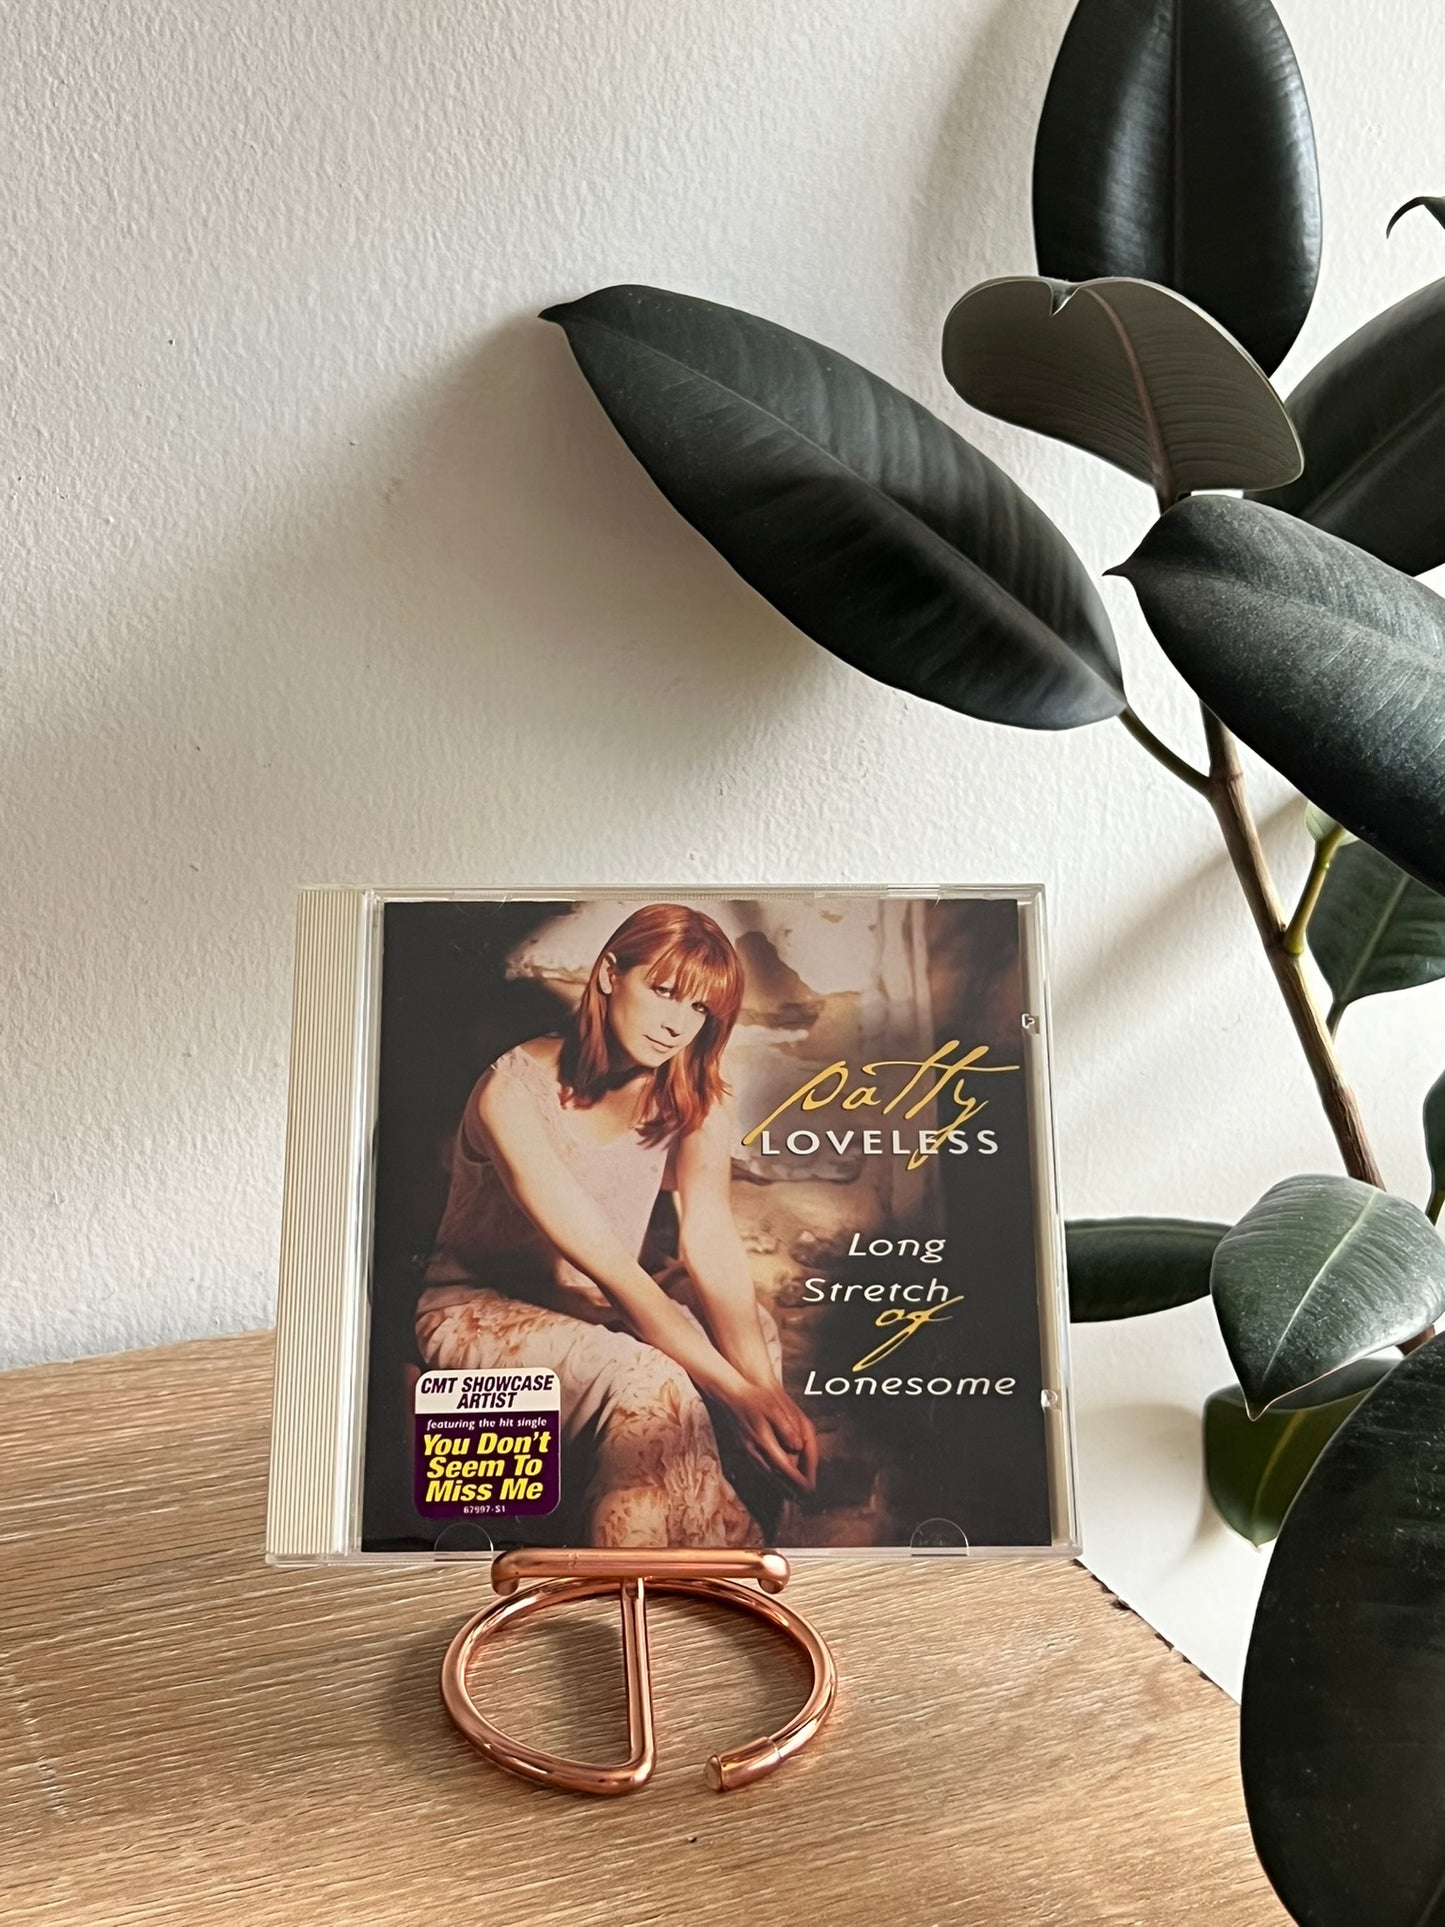 Patty
LOVELESS
Long
Stretch
of
Lonesome
CMT SHOWCASE
ARTIST
featuring the hit single
You Don't
Seem To
Miss Me
67997-S1